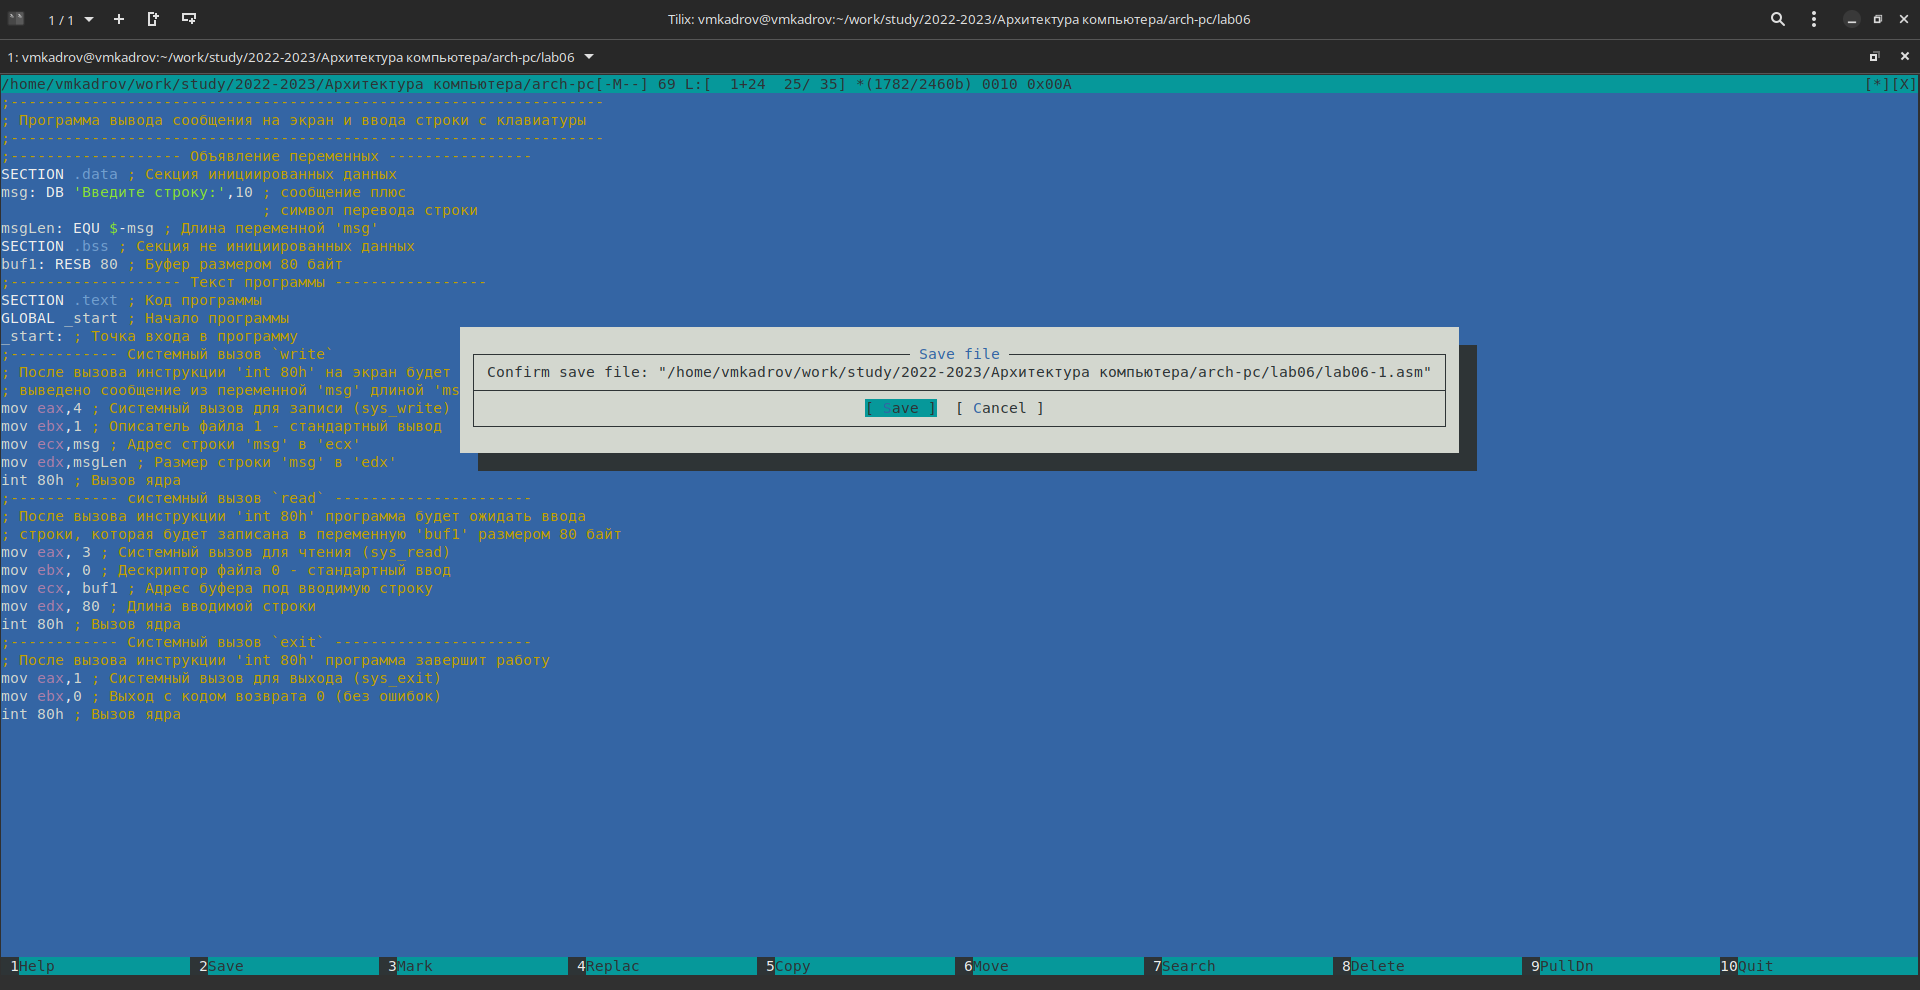 1 / 1
Tilix: vmkadrov@vmkadrov:~/work/study/2022-2023/Архитектура компьютера/arch-pc/lab06
1: vmkadrov@vmkadrov:~/work/study/2022-2023/Архитектура компьютера/arch-pc/lab06
/home/vmkadrov/work/study/2022-2023/Архитектура компьютера/arch-pc[-M--] 69 L:[  1+24  25/ 35] *(1782/2460b) 0010 0x00A [*][X]
;------------------------------------------------------------------
; Программа вывода сообщения на экран и ввода строки с клавиатуры
;------------------------------------------------------------------
;------------------- Объявление переменных ----------------
SECTION .data ; Секция инициированных данных
msg: DB 'Введите строку:',10 ; сообщение плюс
; символ перевода строки
msgLen: EQU $-msg ; Длина переменной 'msg'
SECTION .bss ; Секция не инициированных данных
buf1: RESB 80 ; Буфер размером 80 байт
;------------------- Текст программы -----------------
SECTION .text ; Код программы
GLOBAL _start ; Начало программы
_start: ; Точка входа в программу
;------------ Системный вызов `write`
; После вызова инструкции 'int 80h' на экран будет
; выведено сообщение из переменной 'msg' длиной 'ms
mov eax,4 ; Системный вызов для записи (sys_write)
mov ebx,1 ; Описатель файла 1 - стандартный вывод
mov ecx,msg ; Адрес строки 'msg' в 'ecx'
mov edx,msgLen ; Размер строки 'msg' в 'edx'
int 80h ; Вызов ядра
;------------ системный вызов `read` ----------------------
; После вызова инструкции 'int 80h' программа будет ожидать ввода
; строки, которая будет записана в переменную 'buf1' размером 80 байт
mov eax, 3 ; Системный вызов для чтения (sys_read)
mov ebx, 0 ; Дескриптор файла 0 - стандартный ввод
mov ecx, buf1 ; Адрес буфера под вводимую строку
mov edx, 80 ; Длина вводимой строки
int 80h ; Вызов ядра
;------------ Системный вызов `exit` ----------------------
; После вызова инструкции 'int 80h' программа завершит работу
mov eax,1 ; Системный вызов для выхода (sys_exit)
mov ebx,0 ; Выход с кодом возврата 0 (без ошибок)
int 80h ; Вызов ядра
Save file
Confirm save file: "/home/vmkadrov/work/study/2022-2023/Архитектура компьютера/arch-pc/lab06/lab06-1.asm"
[ Save ]  [ Cancel ]
1Help 2Save 3Mark 4Replac 5Copy 6Move 7Search 8Delete 9PullDn 10Quit